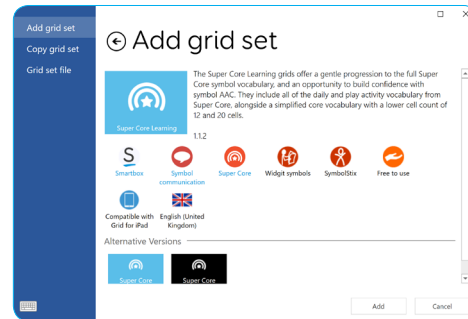 Add grid set
Copy grid set
Grid set file
Add grid set
The Super Core Learning grids offer a gentle progression to the full Super
Core symbol vocabulary, and an opportunity to build confidence with
symbol AAC. They include all of the daily and play activity vocabulary from
Super Core, alongside a simplified core vocabulary with a lower cell count of
12 and 20 cells.
Super Core Learning
1.1.2
S
Smartbox
Symbol
communication
Super Core
Widgit symbols
SymbolStix
Free to use
Compatible with
Grid for iPad
English (United
Kingdom)
Alternative Versions
Super Core
Super Core
Add
Cancel